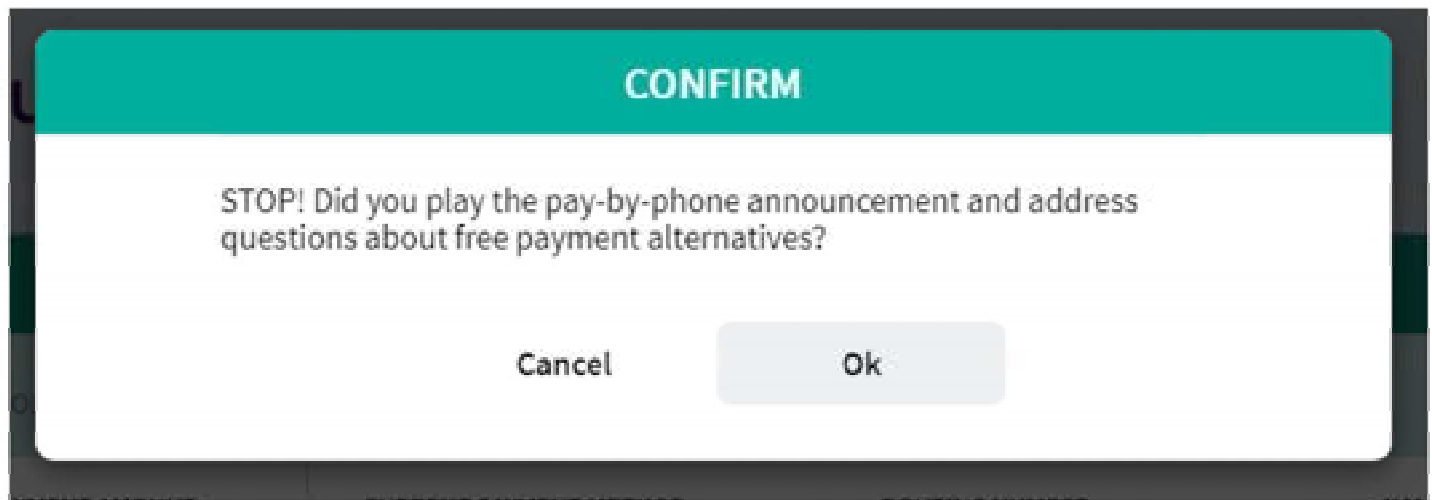 CONFIRM
STOP! Did you play the pay-by-phone announcement and address
questions about free payment alternatives?
Cancel
Ok